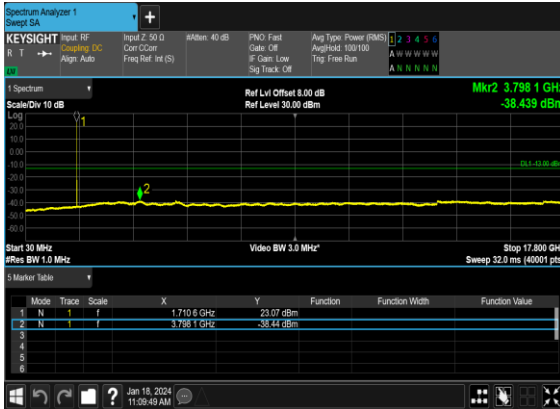 Spectrum Analyzer 1
Swept SA
+
KEYSIGHT Input: RF Input Z: 50 Ω #Atten: 40 dB PNO: Fast Avg Type: Power (RMS) 1 2 3 4 5 6
R T Coupling: DC Corr CCorr Gate: Off Avg|Hold: 100/100 A W W W W W
Align: Auto Freq Ref: Int (S) IF Gain: Low Trig: Free Run
Sig Track: Off A N N N N N
1 Spectrum Ref Lvl Offset 8.00 dB Mkr2 3.798 1 GHz
Scale/Div 10 dB Ref Level 30.00 dBm -38.439 dBm
Log
1
20.0
10.0
0.00
-10.0
DL1 -13.00 dBm
-20.0
-30.0
2
-40.0
-50.0
-60.0
Start 30 MHz Video BW 3.0 MHz* Stop 17.800 GH
#Res BW 1.0 MHz Sweep 32.0 ms (40001 pts
5 Marker Table
Mode Trace Scale X Y Function Function Width Function Value
1 N 1 f 1.710 6 GHz 23.07 dBm
2 N 1 f 3.798 1 GHz -38.44 dBm
3
4
5
6
? Jan 18, 2024
11:09:49 AM